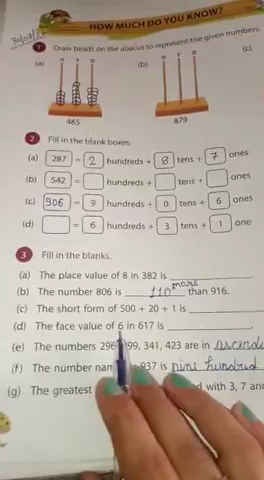 HOW MUCH DO YOU KNOW?
1 Draw beads on the abacus to represent the given numbers.
(a) H T O (b) H T O (c)
465 879
2 Fill in the blank boxes.
(a) 287 = 2 hundreds + 8 tens + 7 ones
(b) 542 = hundreds + tens + ones
(c) 906 = 9 hundreds + 0 tens + 6 ones
(d) = 6 hundreds + 3 tens + 1 one
3 Fill in the blanks.
(a) The place value of 8 in 382 is
(b) The number 806 is 110 more than 916.
(c) The short form of 500 + 20 + 1 is
(d) The face value of 6 in 617 is
(e) The numbers 296, 299, 341, 423 are in
(f) The number 937 is nine hundred
(g) The greatest with 3, 7